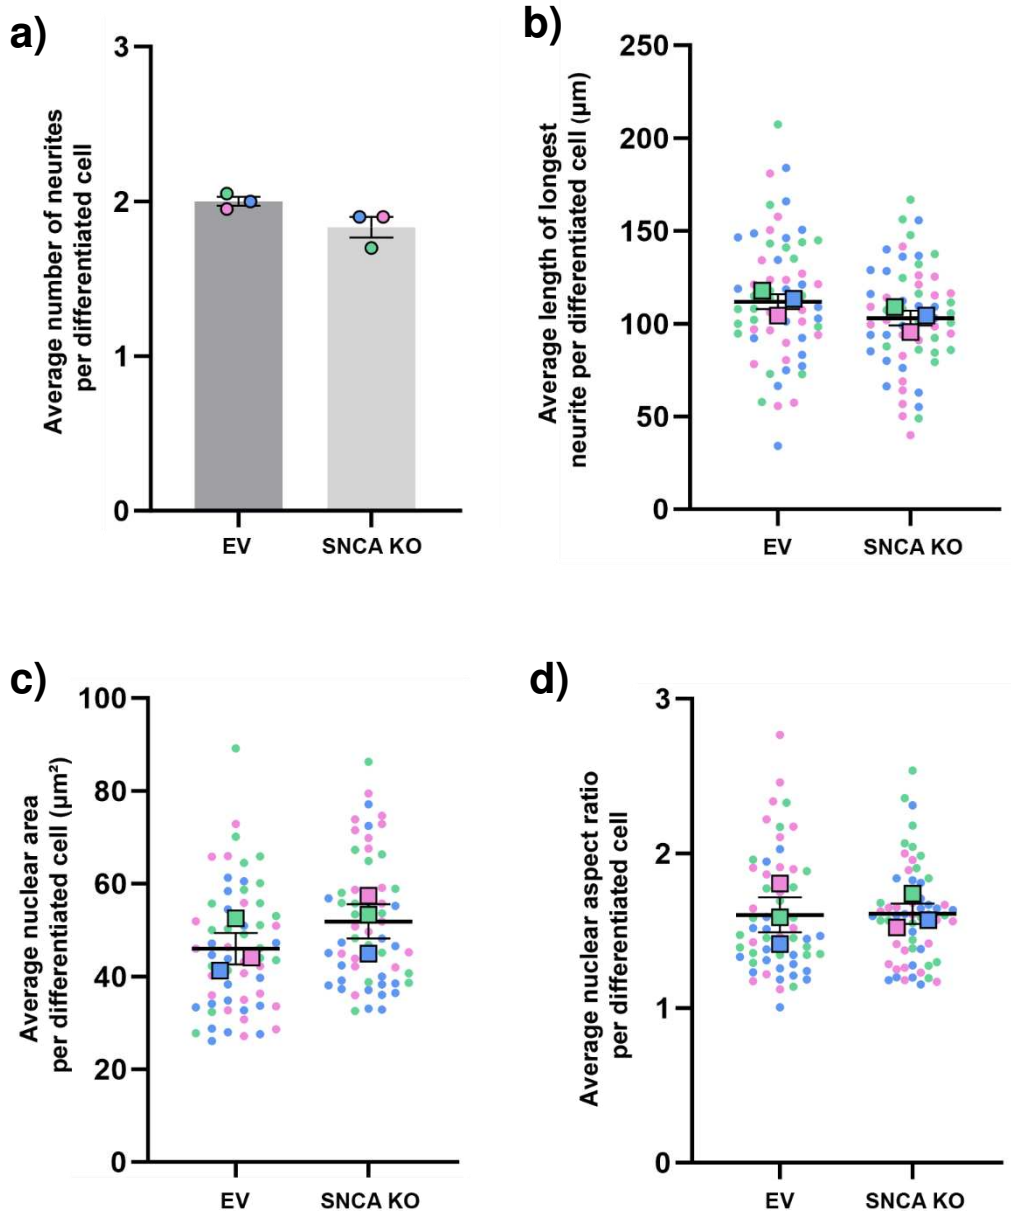 a)
Average number of neurites
per differentiated cell
3
2
1
0
EV
SNCA KO
b)
Average length of longest
neurite per differentiated cell (µm)
250
200
150
100
50
0
EV
SNCA KO
c)
Average nuclear area
per differentiated cell (µm²)
100
80
60
40
20
0
EV
SNCA KO
d)
Average nuclear aspect ratio
per differentiated cell
3
2
1
0
EV
SNCA KO